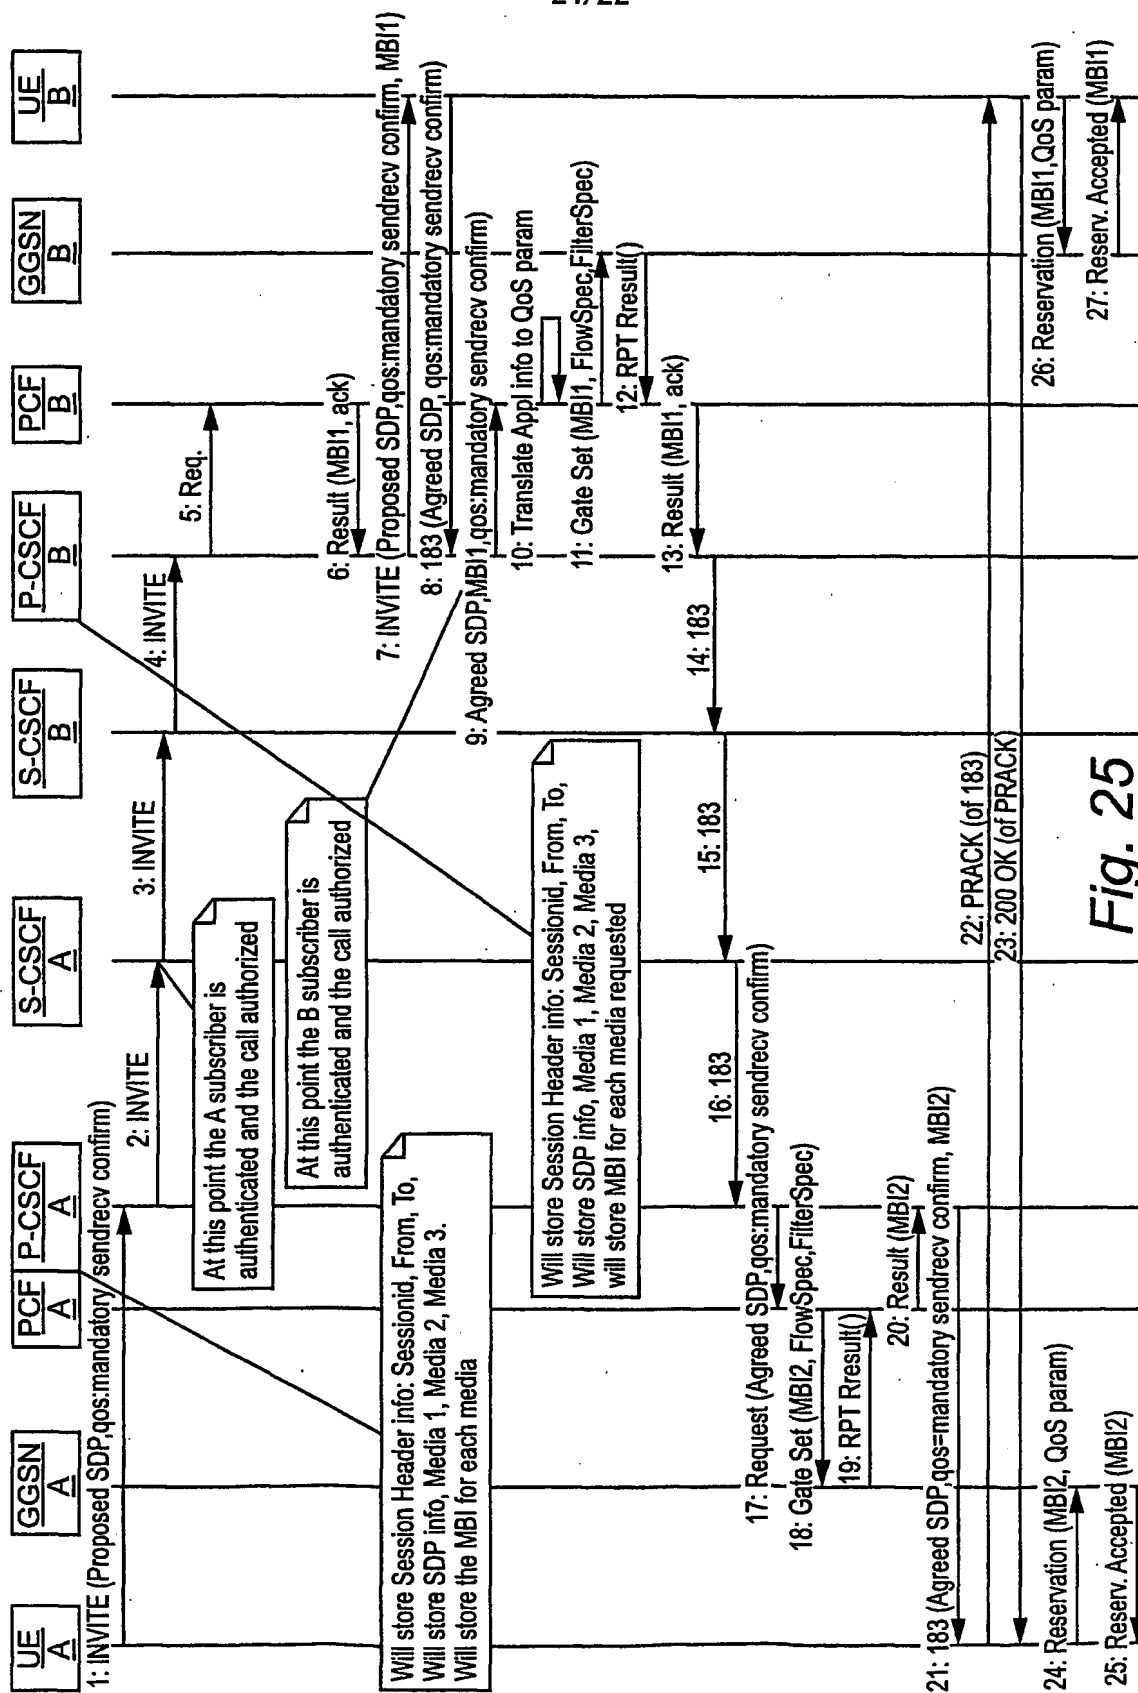 UE
A
GGSN
A
PCF
A
P-CSCF
A
S-CSCF
A
S-CSCF
B
P-CSCF
B
PCF
B
GGSN
B
UE
B
1: INVITE (Proposed SDP,qos:mandatory sendrecv confirm)
2: INVITE
3: INVITE
4: INVITE
5: Req.
At this point the A subscriber is
authenticated and the call authorized
At this point the B subscriber is
authenticated and the call authorized
6: Result (MBI1, ack)
7: INVITE (Proposed SDP,qos:mandatory sendrecv confirm, MBI1)
8: 183 (Agreed SDP, qos:mandatory sendrecv confirm)
9: Agreed SDP,MBI1,qos:mandatory sendrecv confirm)
Will store Session Header info: Sessionid, From, To,
Will store SDP info, Media 1, Media 2, Media 3.
Will store the MBI for each media
10: Translate Appl info to QoS param
11: Gate Set (MBI1, FlowSpec,FilterSpec)
12: RPT Rresult()
Will store Session Header info: Sessionid, From, To,
Will store SDP info, Media 1, Media 2, Media 3,
will store MBI for each media requested
13: Result (MBI1, ack)
14: 183
15: 183
16: 183
17: Request (Agreed SDP,qos:mandatory sendrecv confirm)
18: Gate Set (MBI2, FlowSpec,FilterSpec)
19: RPT Rresult()
20: Result (MBI2)
21: 183 (Agreed SDP,qos=mandatory sendrecv confirm, MBI2)
22: PRACK (of 183)
23: 200 OK (of PRACK)
24: Reservation (MBI2, QoS param)
25: Reserv. Accepted (MBI2)
26: Reservation (MBI1,QoS param)
27: Reserv. Accepted (MBI1)
Fig. 25